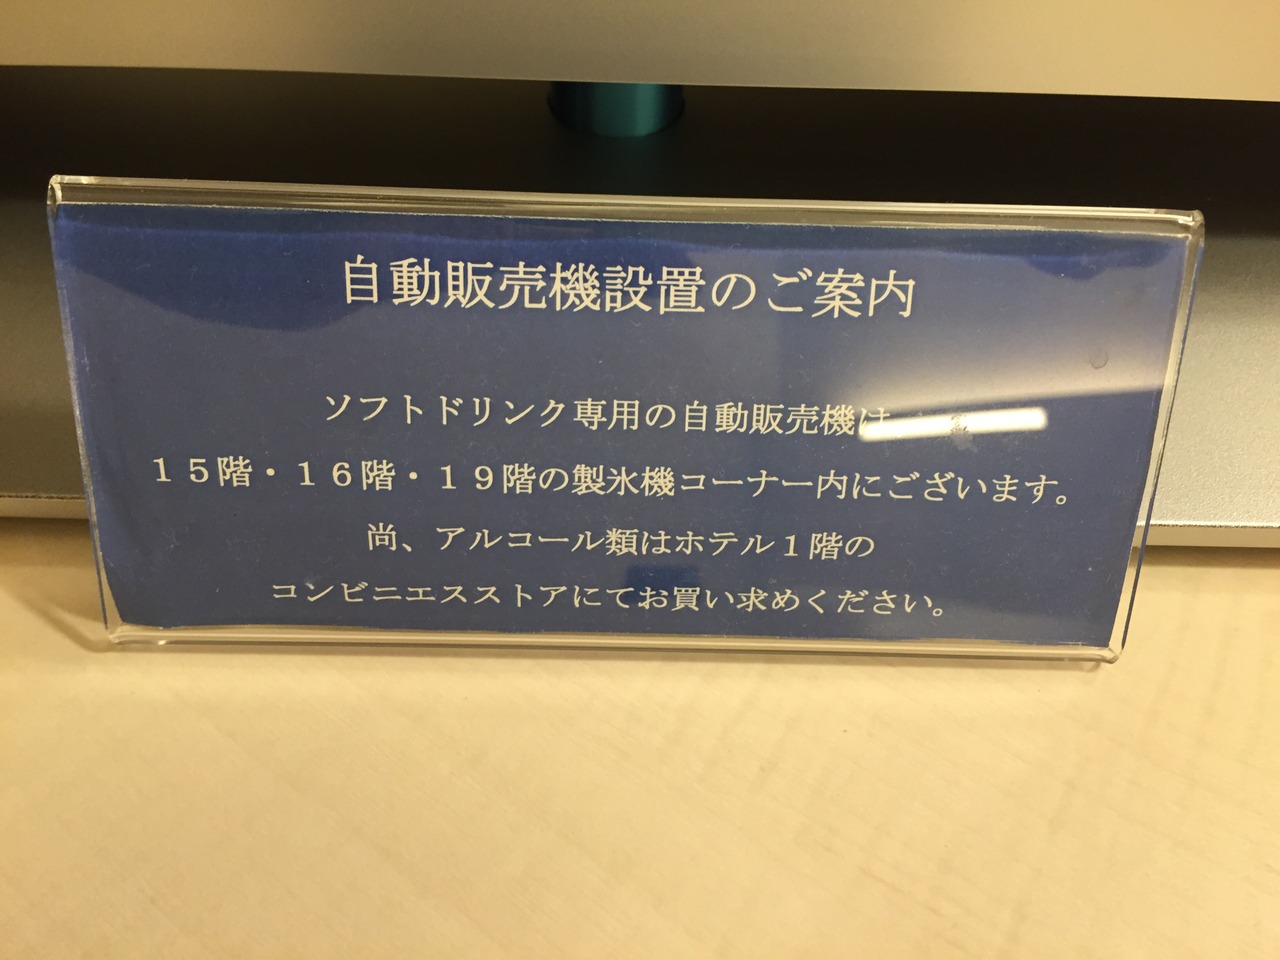 自動販売機設置のご案内
ソフトドリンク専用の自動販売機は
１５階・１６階・１９階の製氷機コーナー内にございます。
尚、アルコール類はホテル１階の
コンビニエスストアにてお買い求めください。